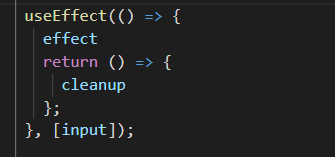 useEffect(() => {
  effect
  return () => {
    cleanup
  };
}, [input]);